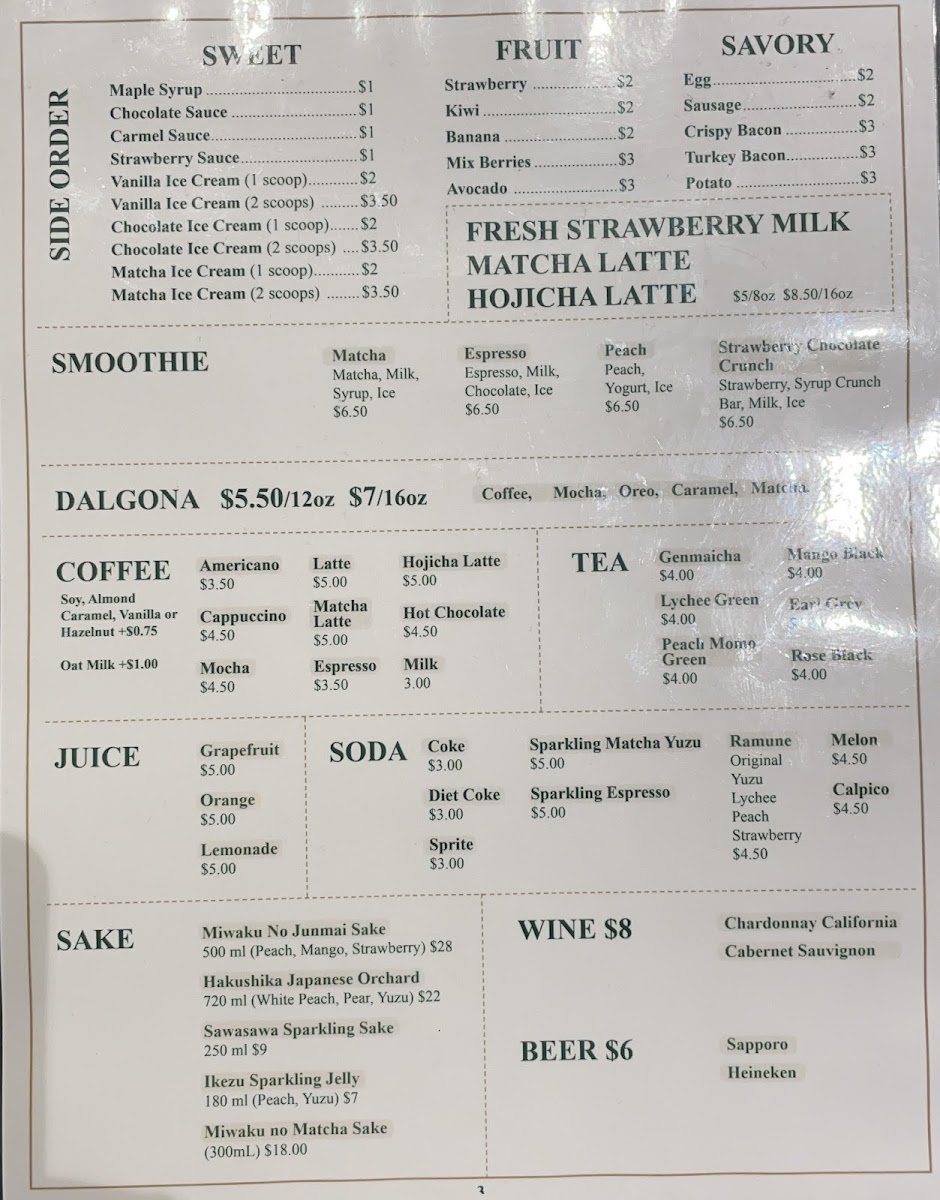 SIDE ORDER
SWEET
Maple Syrup ..............................$1
Chocolate Sauce .........................$1
Carmel Sauce.............................$1
Strawberry Sauce.......................$1
Vanilla Ice Cream (1 scoop)..........$2
Vanilla Ice Cream (2 scoops) ........$3.50
Chocolate Ice Cream (1 scoop)......$2
Chocolate Ice Cream (2 scoops) ....$3.50
Matcha Ice Cream (1 scoop)..........$2
Matcha Ice Cream (2 scoops) .......$3.50
FRUIT
Strawberry .................$2
Kiwi ...........................$2
Banana .......................$2
Mix Berries .................$3
Avocado .....................$3
SAVORY
Egg.............................$2
Sausage.......................$2
Crispy Bacon ..............$3
Turkey Bacon..............$3
Potato ........................$3
FRESH STRAWBERRY MILK
MATCHA LATTE
HOJICHA LATTE $5/8oz $8.50/16oz
SMOOTHIE
Matcha
Matcha, Milk,
Syrup, Ice
$6.50
Espresso
Espresso, Milk,
Chocolate, Ice
$6.50
Peach
Peach,
Yogurt, Ice
$6.50
Strawberry Chocolate
Crunch
Strawberry, Syrup Crunch
Bar, Milk, Ice
$6.50
DALGONA $5.50/12oz $7/16oz Coffee, Mocha, Oreo, Caramel, Matcha.
COFFEE
Soy, Almond
Caramel, Vanilla or
Hazelnut +$0.75
Oat Milk +$1.00
Americano
$3.50
Cappuccino
$4.50
Mocha
$4.50
Latte
$5.00
Matcha
Latte
$5.00
Espresso
$3.50
Hojicha Latte
$5.00
Hot Chocolate
$4.50
Milk
3.00
TEA
Genmaicha
$4.00
Lychee Green
$4.00
Peach Momo
Green
$4.00
Mango Black
$4.00
Earl Grey
Rose Black
$4.00
JUICE
Grapefruit
$5.00
Orange
$5.00
Lemonade
$5.00
SODA
Coke
$3.00
Diet Coke
$3.00
Sprite
$3.00
Sparkling Matcha Yuzu
$5.00
Sparkling Espresso
$5.00
Ramune
Original
Yuzu
Lychee
Peach
Strawberry
$4.50
Melon
$4.50
Calpico
$4.50
SAKE
Miwaku No Junmai Sake
500 ml (Peach, Mango, Strawberry) $28
Hakushika Japanese Orchard
720 ml (White Peach, Pear, Yuzu) $22
Sawasawa Sparkling Sake
250 ml $9
Ikezu Sparkling Jelly
180 ml (Peach, Yuzu) $7
Miwaku no Matcha Sake
(300mL) $18.00
WINE $8
Chardonnay California
Cabernet Sauvignon
BEER $6
Sapporo
Heineken